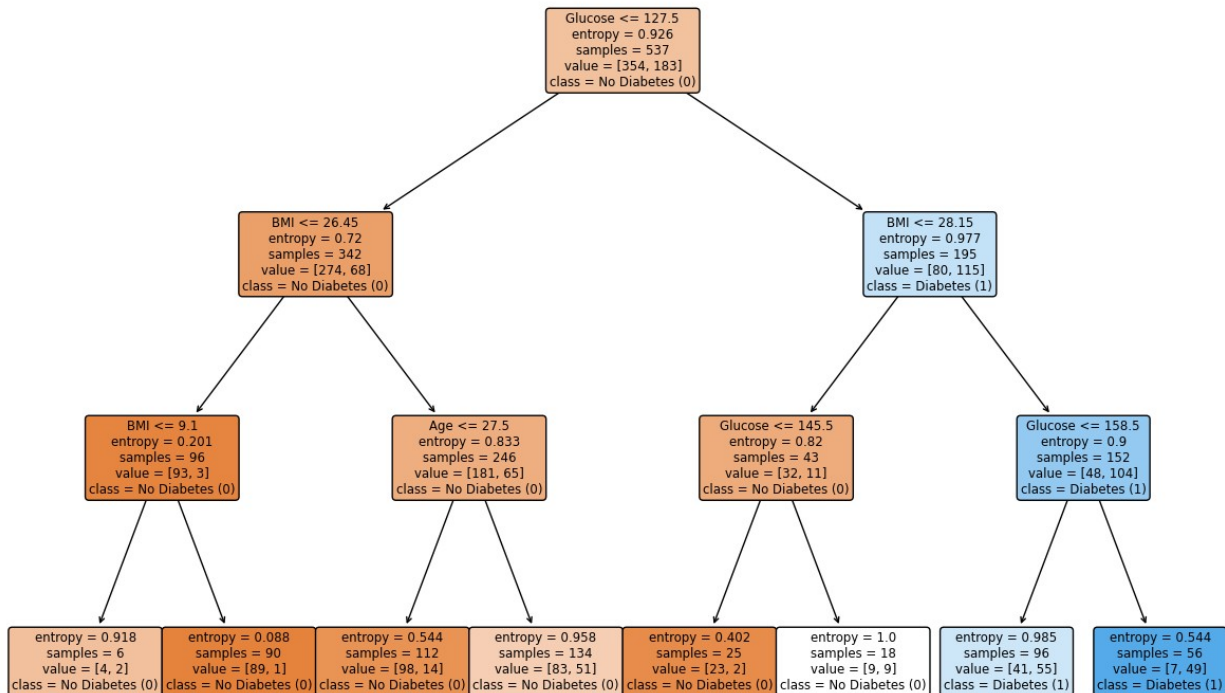 Glucose <= 127.5
entropy = 0.926
samples = 537
value = [354, 183]
class = No Diabetes (0)
BMI <= 26.45
entropy = 0.72
samples = 342
value = [274, 68]
class = No Diabetes (0)
BMI <= 28.15
entropy = 0.977
samples = 195
value = [80, 115]
class = Diabetes (1)
BMI <= 9.1
entropy = 0.201
samples = 96
value = [93, 3]
class = No Diabetes (0)
Age <= 27.5
entropy = 0.833
samples = 246
value = [181, 65]
class = No Diabetes (0)
Glucose <= 145.5
entropy = 0.82
samples = 43
value = [32, 11]
class = No Diabetes (0)
Glucose <= 158.5
entropy = 0.9
samples = 152
value = [48, 104]
class = Diabetes (1)
entropy = 0.918
samples = 6
value = [4, 2]
class = No Diabetes (0)
entropy = 0.088
samples = 90
value = [89, 1]
class = No Diabetes (0)
entropy = 0.544
samples = 112
value = [98, 14]
class = No Diabetes (0)
entropy = 0.958
samples = 134
value = [83, 51]
class = No Diabetes (0)
entropy = 0.402
samples = 25
value = [23, 2]
class = No Diabetes (0)
entropy = 1.0
samples = 18
value = [9, 9]
class = No Diabetes (0)
entropy = 0.985
samples = 96
value = [41, 55]
class = Diabetes (1)
entropy = 0.544
samples = 56
value = [7, 49]
class = Diabetes (1)